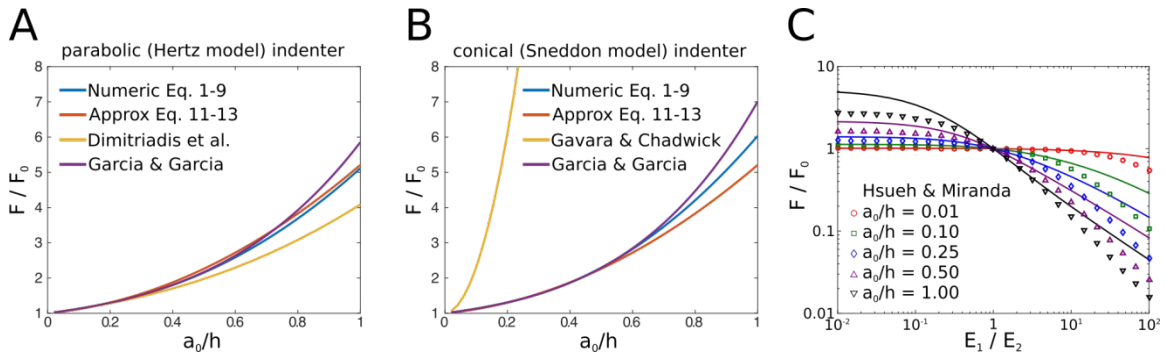 A
parabolic (Hertz model) indenter
F / F₀
8
7
6
5
4
3
2
1
Numeric Eq. 1-9
Approx Eq. 11-13
Dimitriadis et al.
Garcia & Garcia
0
0.2
0.4
0.6
0.8
1
a₀/h
B
conical (Sneddon model) indenter
8
7
6
5
4
3
2
1
Numeric Eq. 1-9
Approx Eq. 11-13
Gavara & Chadwick
Garcia & Garcia
0
0.2
0.4
0.6
0.8
1
a₀/h
C
F / F₀
10
1
0.1
0.01
Hsueh & Miranda
a₀/h = 0.01
a₀/h = 0.10
a₀/h = 0.25
a₀/h = 0.50
a₀/h = 1.00
10⁻²
10⁻¹
1
10¹
10²
E₁ / E₂